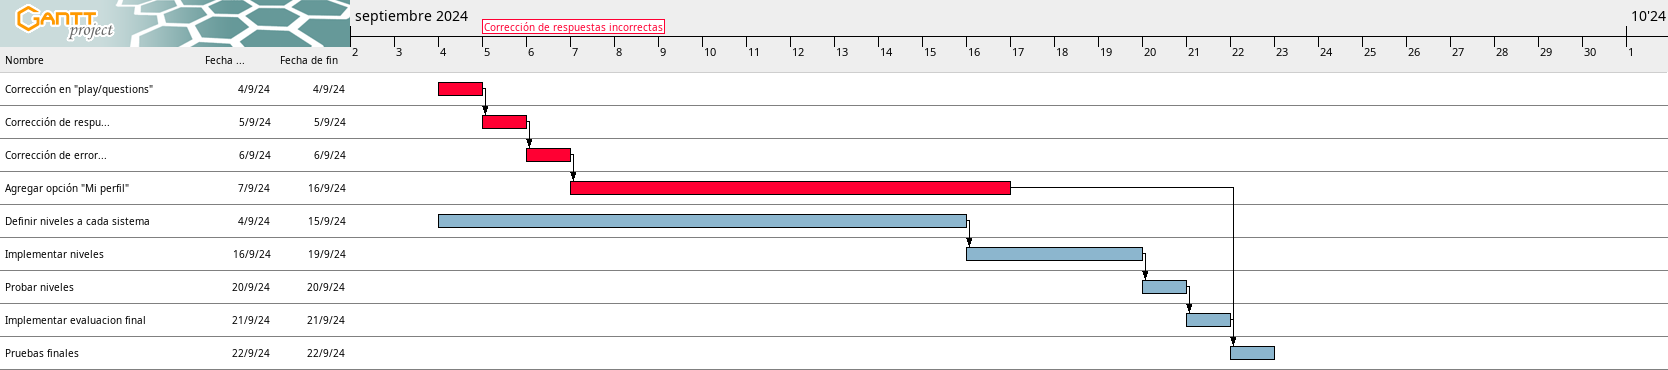 GANTT
project
septiembre 2024
10'24
Corrección de respuestas incorrectas
2 3 4 5 6 7 8 9 10 11 12 13 14 15 16 17 18 19 20 21 22 23 24 25 26 27 28 29 30 1
Nombre Fecha ... Fecha de fin
Corrección en "play/questions" 4/9/24 4/9/24
Corrección de respu... 5/9/24 5/9/24
Corrección de error... 6/9/24 6/9/24
Agregar opción "Mi perfil" 7/9/24 16/9/24
Definir niveles a cada sistema 4/9/24 15/9/24
Implementar niveles 16/9/24 19/9/24
Probar niveles 20/9/24 20/9/24
Implementar evaluacion final 21/9/24 21/9/24
Pruebas finales 22/9/24 22/9/24